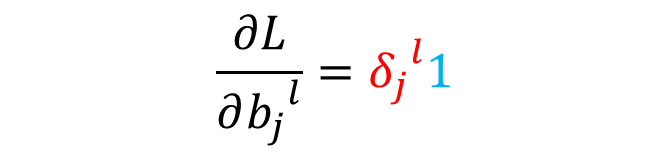 ∂L/∂b_j^l = δ_j^l 1